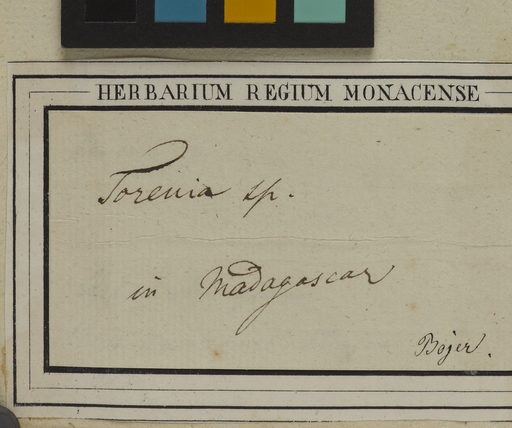 HERBARIUM REGIUM MONACENSE
Torenia sp.
in Madagascar
Bojer.